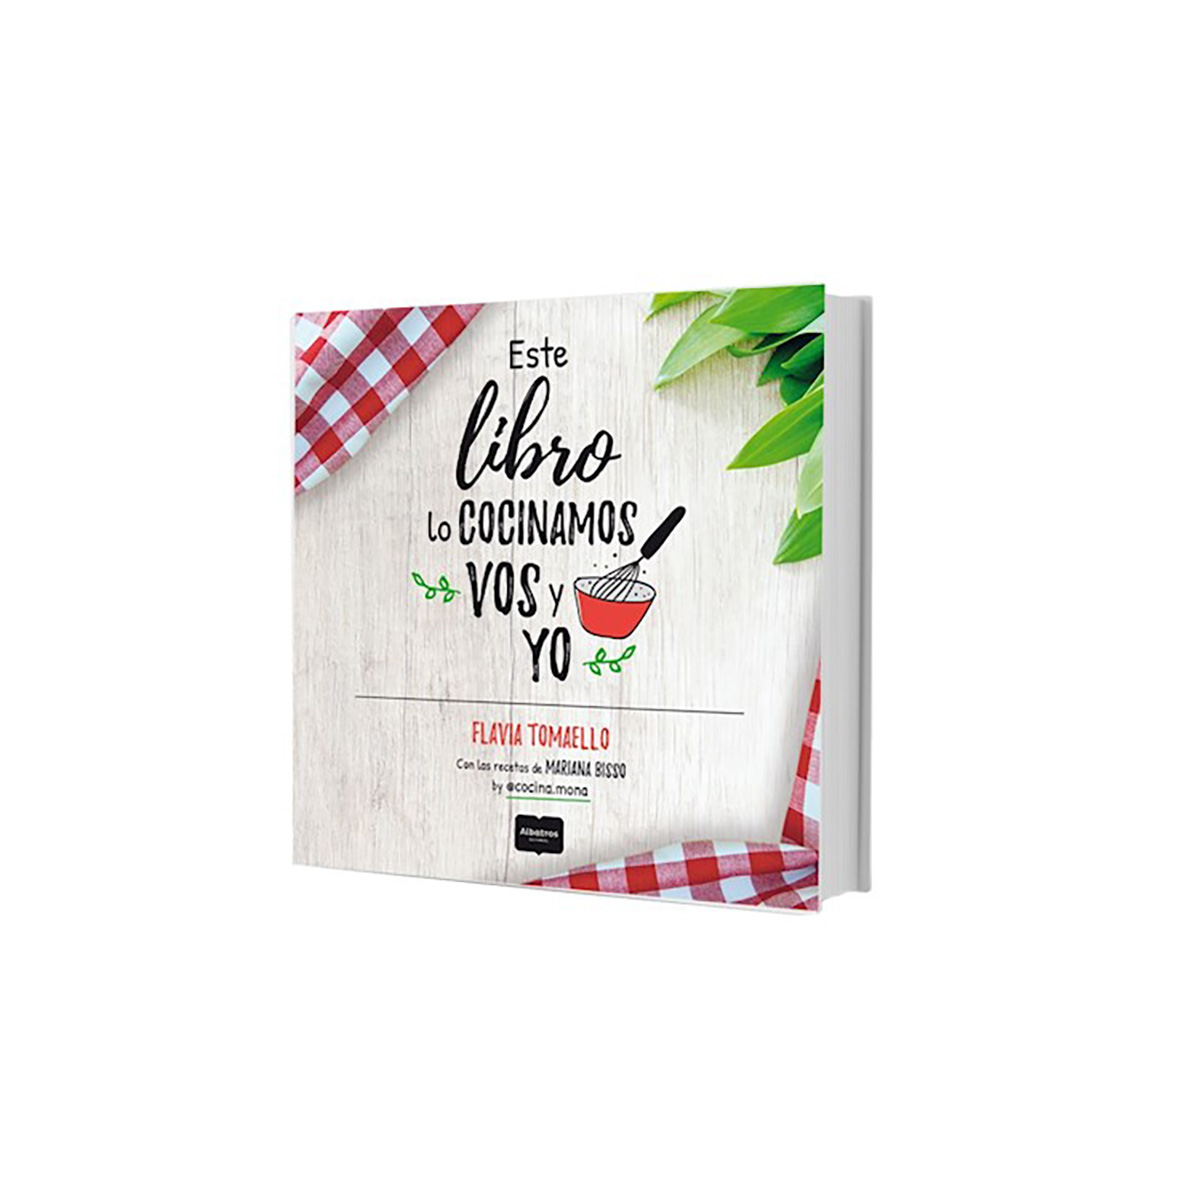 Este
libro
lo COCINAMOS
VOS y
YO
FLAVIA TOMAELLO
Con las recetas de MARIANA BISSO
by @cocina.mona
Albatros